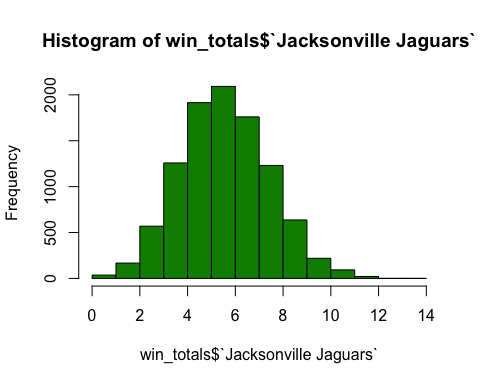 Histogram of win_totals$`Jacksonville Jaguars`
Frequency
2000
1000
500
0
0 2 4 6 8 10 12 14
win_totals$`Jacksonville Jaguars`